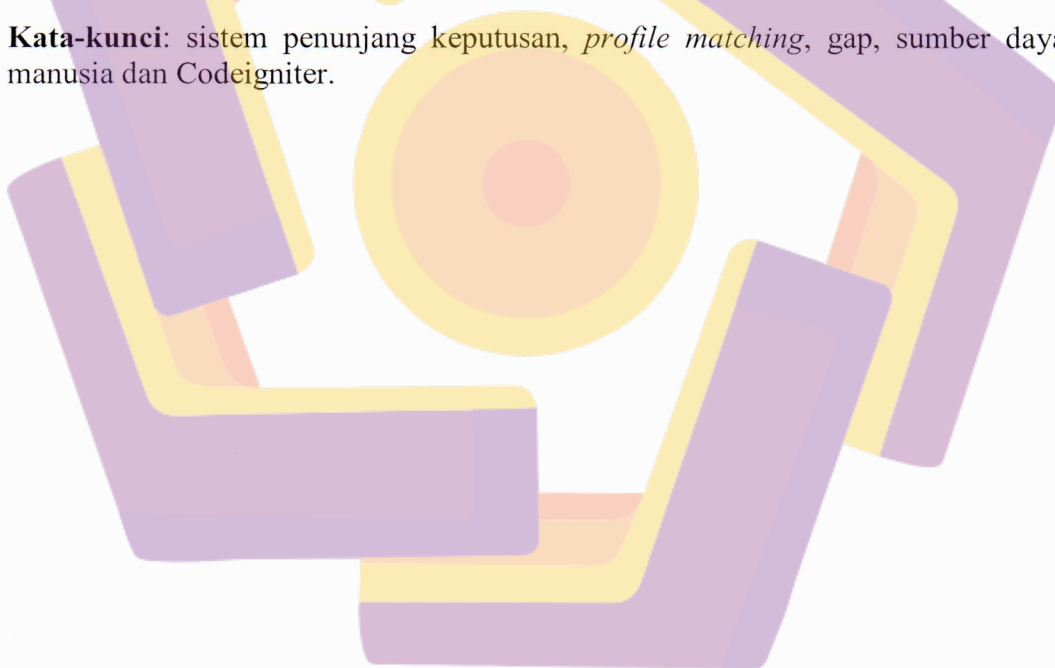 Kata-kunci: sistem penunjang keputusan, profile matching, gap, sumber daya
manusia dan Codeigniter.